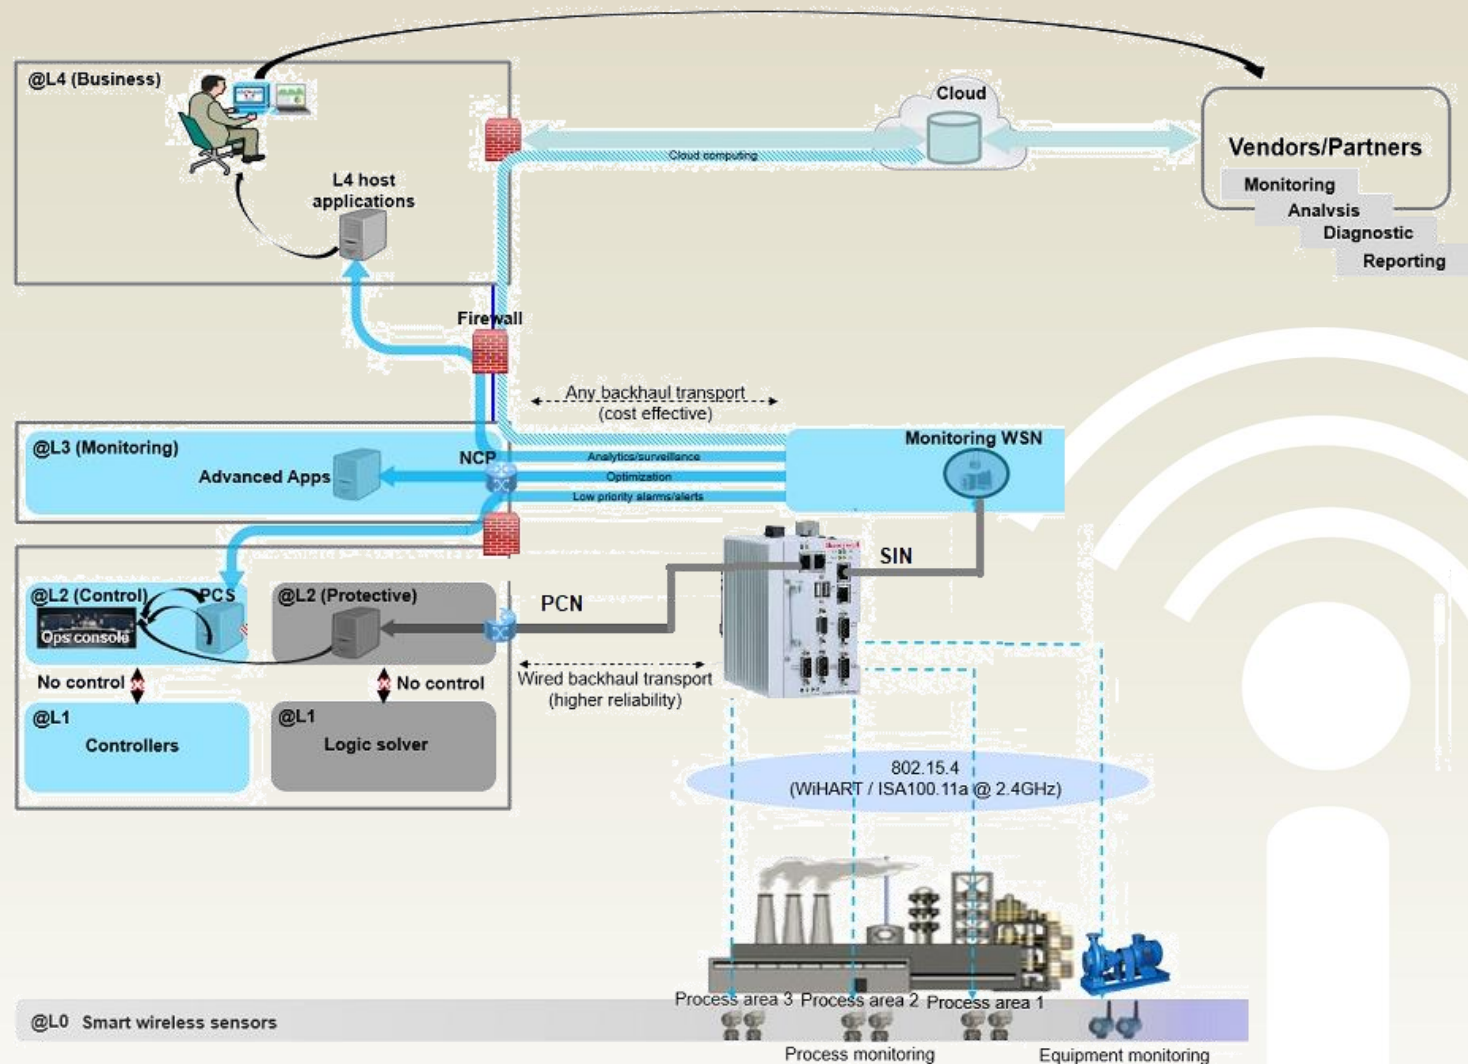 @L4 (Business)
L4 host
applications
Cloud
Cloud computing
Vendors/Partners
Monitoring
Analvsis
Diagnostic
Reporting
Firewall
Any backhaul transport
(cost effective)
@L3 (Monitoring)
Advanced Apps
NCP
Analytics/surveillance
Optimization
Low priority alarms/alerts
Monitoring WSN
SIN
@L2 (Control)
PCS
Ops console
@L2 (Protective)
PCN
Wired backhaul transport
(higher reliability)
No control
No control
@L1
Controllers
@L1
Logic solver
Honeywell
802.15.4
(WiHART / ISA100.11a @ 2.4GHz)
Process area 3
Process area 2
Process area 1
@L0 Smart wireless sensors
Process monitoring
Equipment monitoring